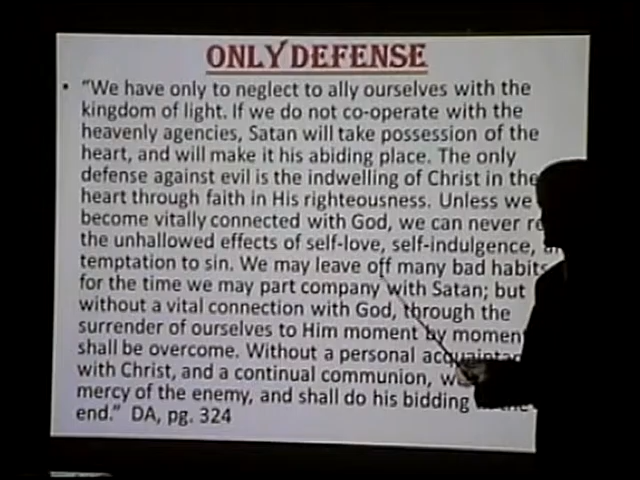 ONLY DEFENSE
• “We have only to neglect to ally ourselves with the
kingdom of light. If we do not co-operate with the
heavenly agencies, Satan will take possession of the
heart, and will make it his abiding place. The only
defense against evil is the indwelling of Christ in the
heart through faith in His righteousness. Unless we
become vitally connected with God, we can never
the unhallowed effects of self-love, self-indulgence,
temptation to sin. We may leave off many bad habits
for the time we may part company with Satan; but
without a vital connection with God, through the
surrender of ourselves to Him moment by moment
shall be overcome. Without a personal
with Christ, and a continual communion,
mercy of the enemy, and shall do his bidding
end.” DA, pg. 324